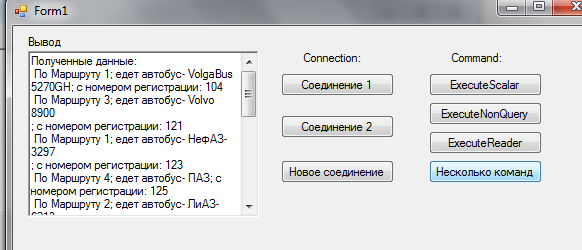 Form1
Вывод
Connection:
Command:
Полученные данные:
По Маршруту 1; едет автобус- VolgaBus
5270GH; с номером регистрации: 104
По Маршруту 3; едет автобус- Volvo
8900
; с номером регистрации: 121
По Маршруту 1; едет автобус- НефАЗ-
3297
; с номером регистрации: 123
По Маршруту 4; едет автобус- ПАЗ; с
номером регистрации: 125
По Маршруту 2; едет автобус- ЛиАЗ-
Соединение 1
Соединение 2
Новое соединение
ExecuteScalar
ExecuteNonQuery
ExecuteReader
Несколько команд